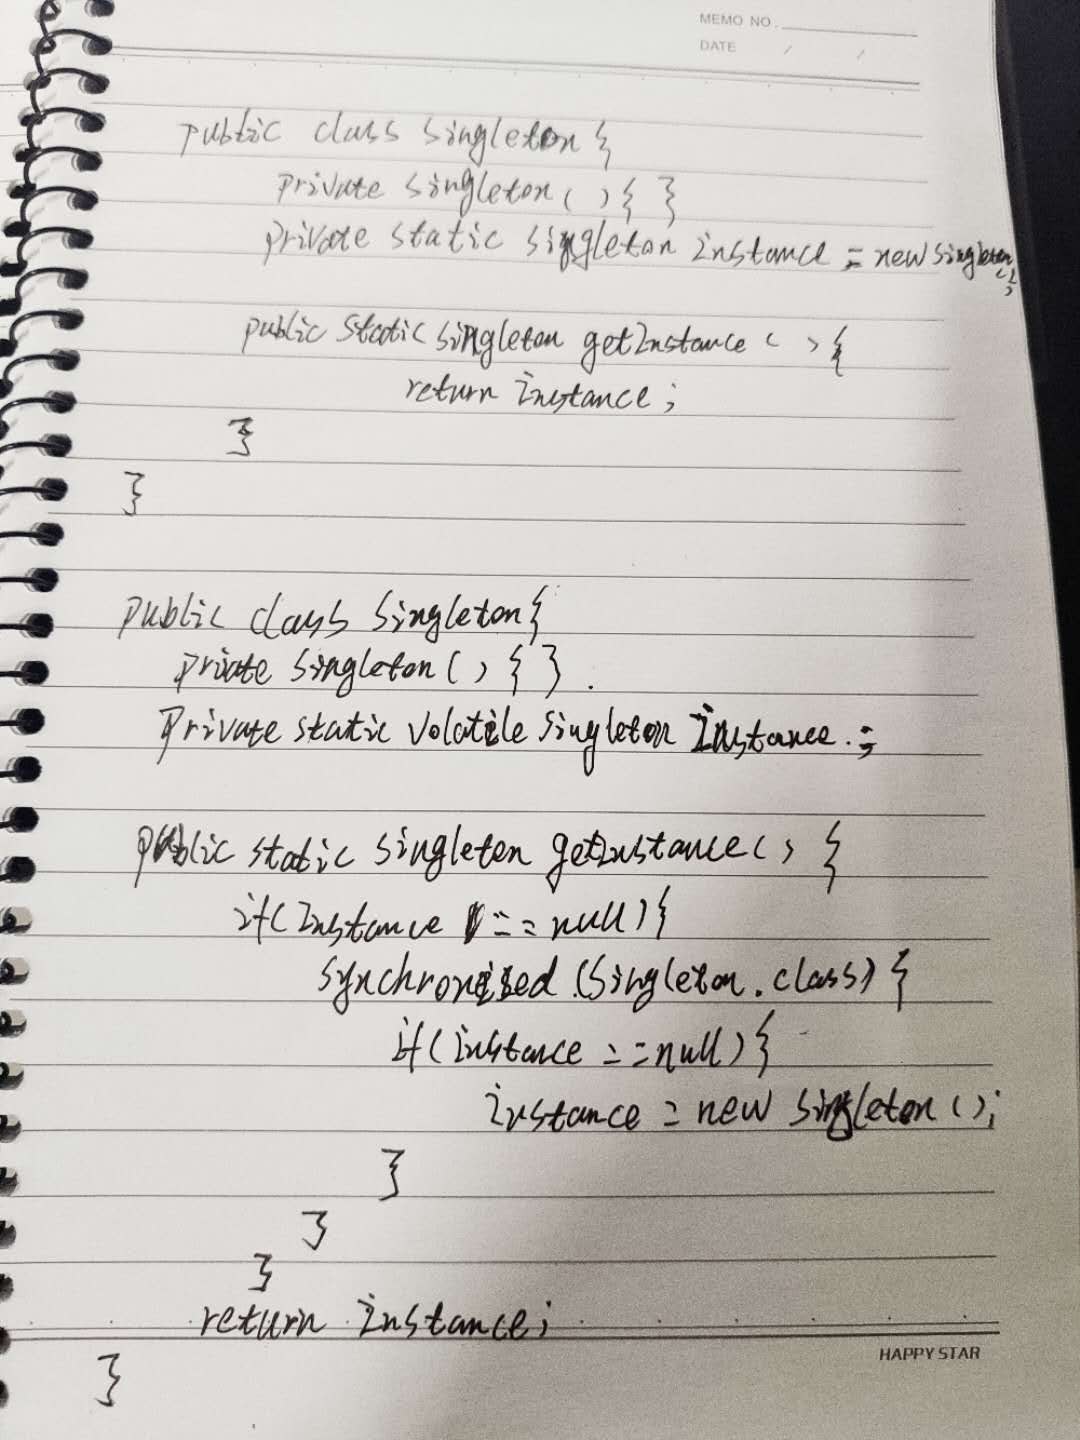 MEMO NO.
DATE / /
public class Singleton {
private Singleton ( ) { }
private static Singleton instance = new Singleton();
public static Singleton getInstance ( ) {
return instance ;
}
}
public class Singleton {
private Singleton ( ) { } .
Private static volatile Singleton Instance. ;
public static Singleton getInstance ( ) {
if (Instance == null) {
synchronized (Singleton . class) {
if (instance == null) {
instance = new Singleton ( ) ;
}
}
}
return instance ;
HAPPY STAR
}